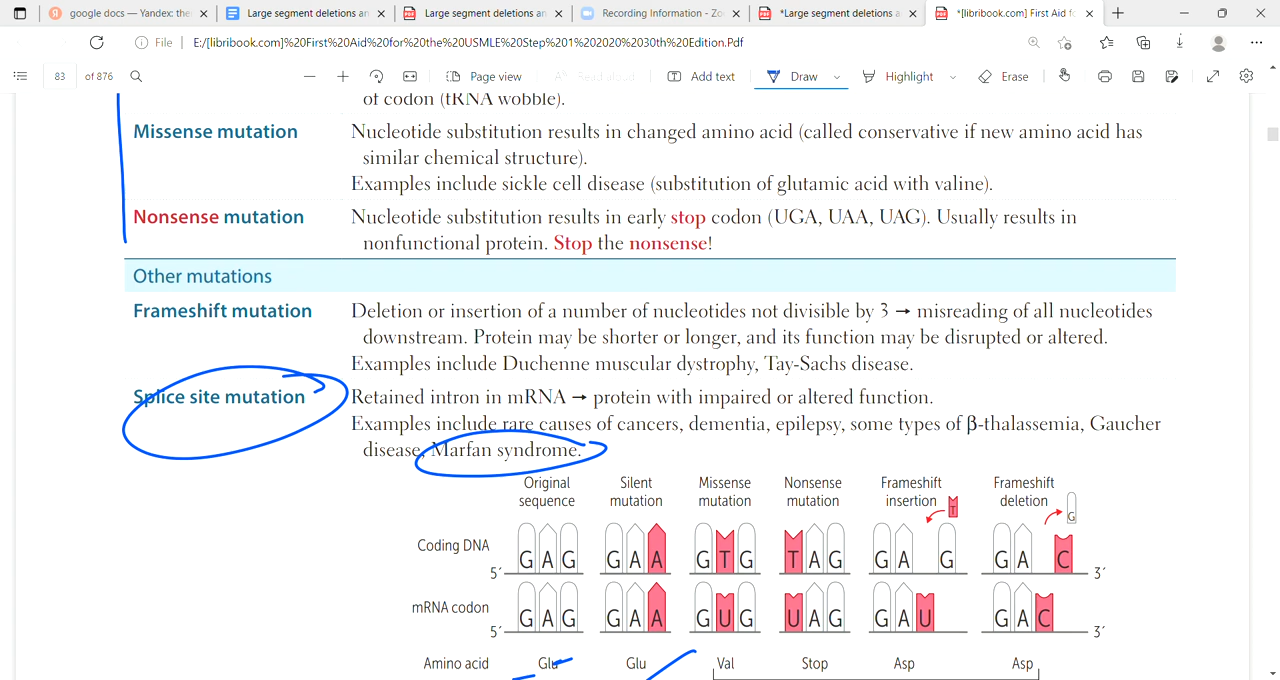 google docs — Yandex: the
Large segment deletions an
Large segment deletions an
Recording Information - Zo
*Large segment deletions a
*[libribook.com] First Aid fo
File
E:/[libribook.com]%20First%20Aid%20for%20the%20USMLE%20Step%201%202020%2030th%20Edition.Pdf
83 of 876
Page view
Read aloud
Add text
Draw
Highlight
Erase
of codon (tRNA wobble).
Missense mutation
Nucleotide substitution results in changed amino acid (called conservative if new amino acid has
similar chemical structure).
Examples include sickle cell disease (substitution of glutamic acid with valine).
Nonsense mutation
Nucleotide substitution results in early stop codon (UGA, UAA, UAG). Usually results in
nonfunctional protein. Stop the nonsense!
Other mutations
Frameshift mutation
Deletion or insertion of a number of nucleotides not divisible by 3 → misreading of all nucleotides
downstream. Protein may be shorter or longer, and its function may be disrupted or altered.
Examples include Duchenne muscular dystrophy, Tay-Sachs disease.
Splice site mutation
Retained intron in mRNA → protein with impaired or altered function.
Examples include rare causes of cancers, dementia, epilepsy, some types of β-thalassemia, Gaucher
disease, Marfan syndrome.
Original sequence
Silent mutation
Missense mutation
Nonsense mutation
Frameshift insertion
Frameshift deletion
T
G
Coding DNA
5′ G A G G A A G T G T A G G A G G A C 3′
mRNA codon
5′ G A G G A A G U G U A G G A U G A C 3′
Amino acid Glu Glu Val Stop Asp Asp